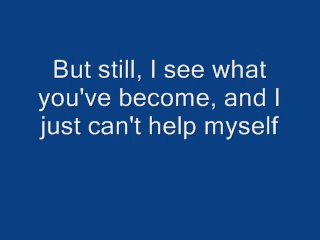 But still, I see what
you've become, and I
just can't help myself